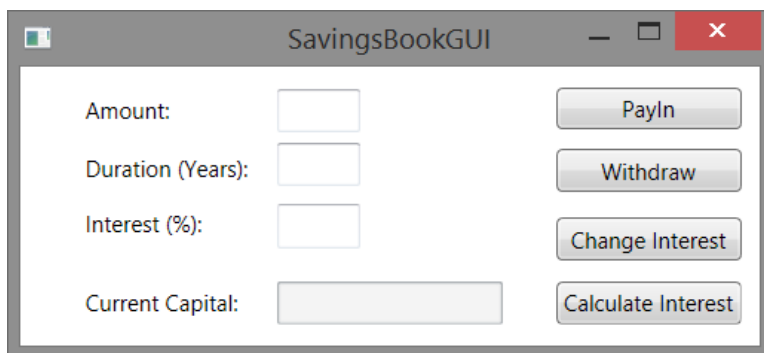 SavingsBookGUI
Amount:
PayIn
Duration (Years):
Withdraw
Interest (%):
Change Interest
Current Capital:
Calculate Interest